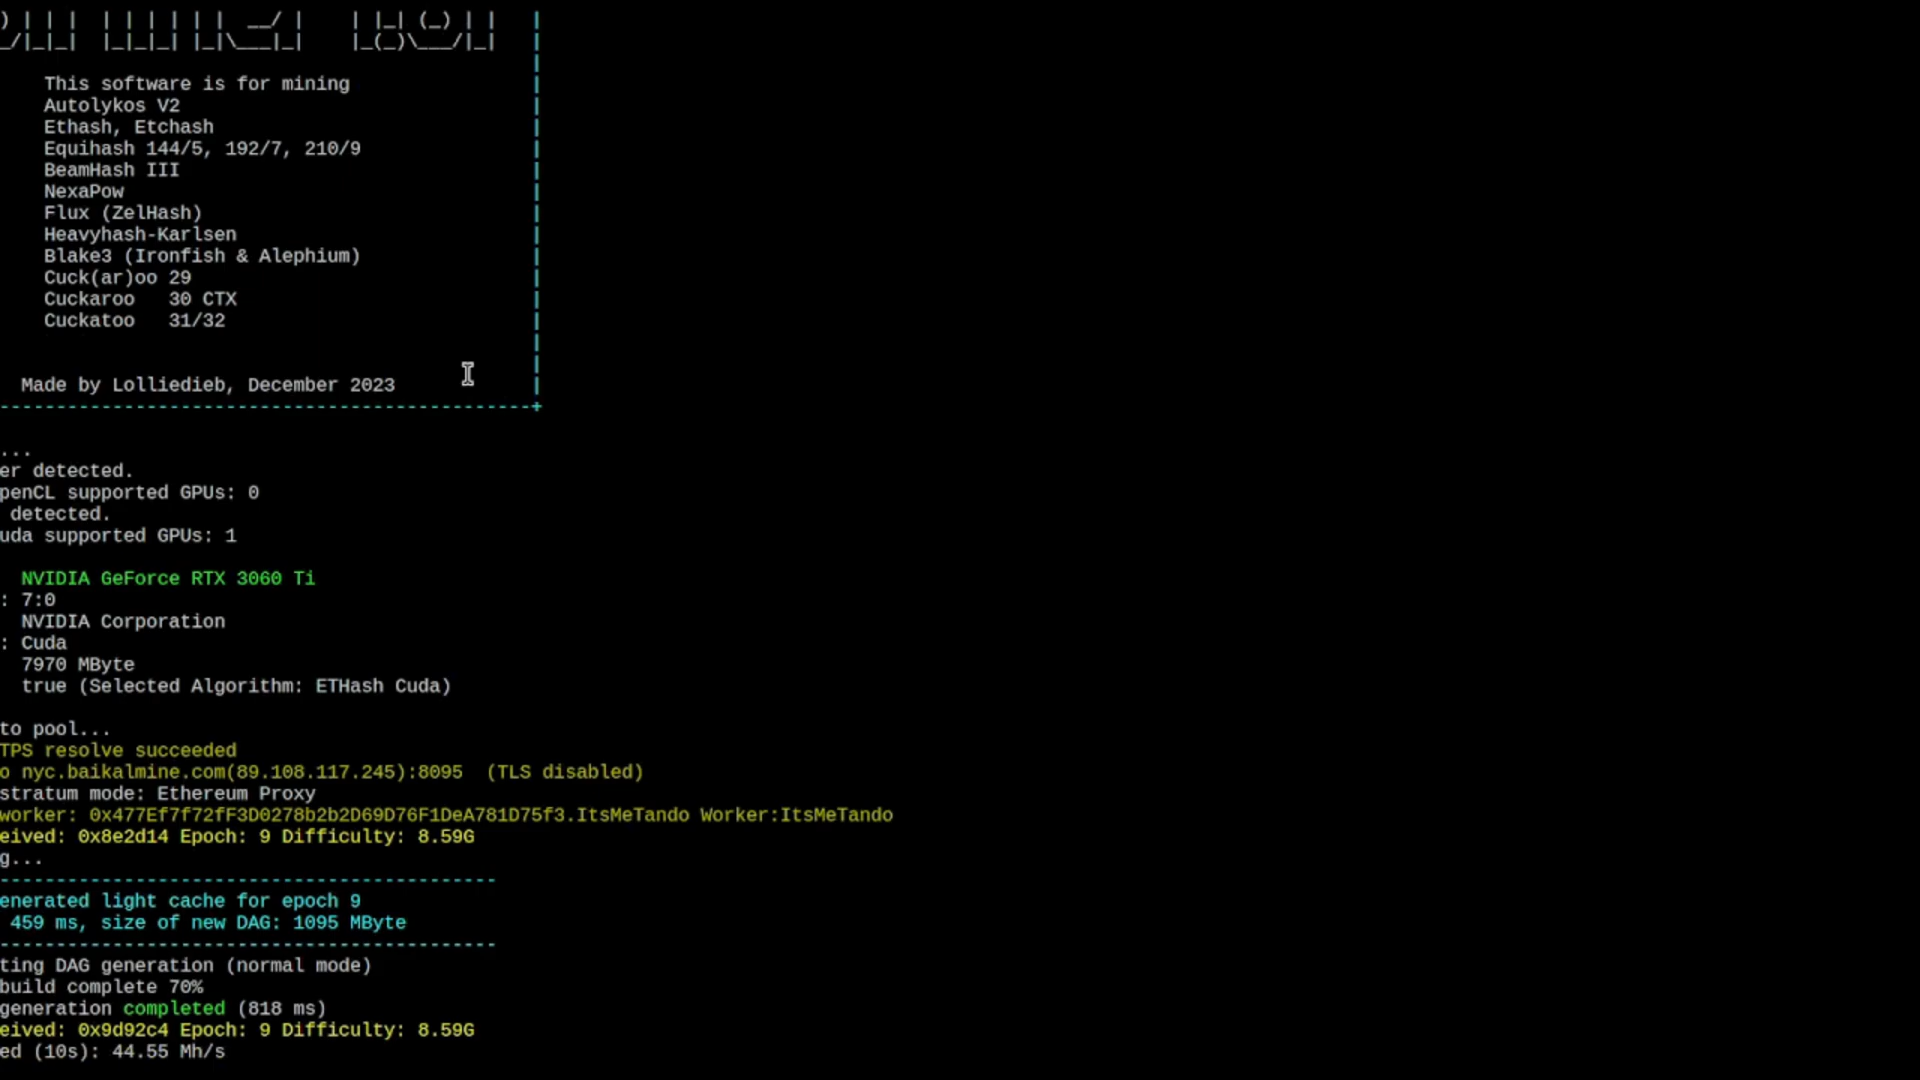 This software is for mining
Autolykos V2
Ethash, Etchash
Equihash 144/5, 192/7, 210/9
BeamHash III
NexaPow
Flux (ZelHash)
Heavyhash-Karlsen
Blake3 (Ironfish & Alephium)
Cuck(ar)oo 29
Cuckaroo   30 CTX
Cuckatoo   31/32
Made by Lolliedieb, December 2023
...
er detected.
penCL supported GPUs: 0
detected.
uda supported GPUs: 1
NVIDIA GeForce RTX 3060 Ti
: 7:0
NVIDIA Corporation
: Cuda
7970 MByte
true (Selected Algorithm: ETHash Cuda)
to pool...
TPS resolve succeeded
o nyc.baikalmine.com(89.108.117.245):8095  (TLS disabled)
stratum mode: Ethereum Proxy
worker: 0x477Ef7f72fF3D0278b2b2D69D76F1DeA781D75f3.ItsMeTando Worker:ItsMeTando
eived: 0x8e2d14 Epoch: 9 Difficulty: 8.59G
g...
enerated light cache for epoch 9
459 ms, size of new DAG: 1095 MByte
ting DAG generation (normal mode)
build complete 70%
generation completed (818 ms)
eived: 0x9d92c4 Epoch: 9 Difficulty: 8.59G
ed (10s): 44.55 Mh/s